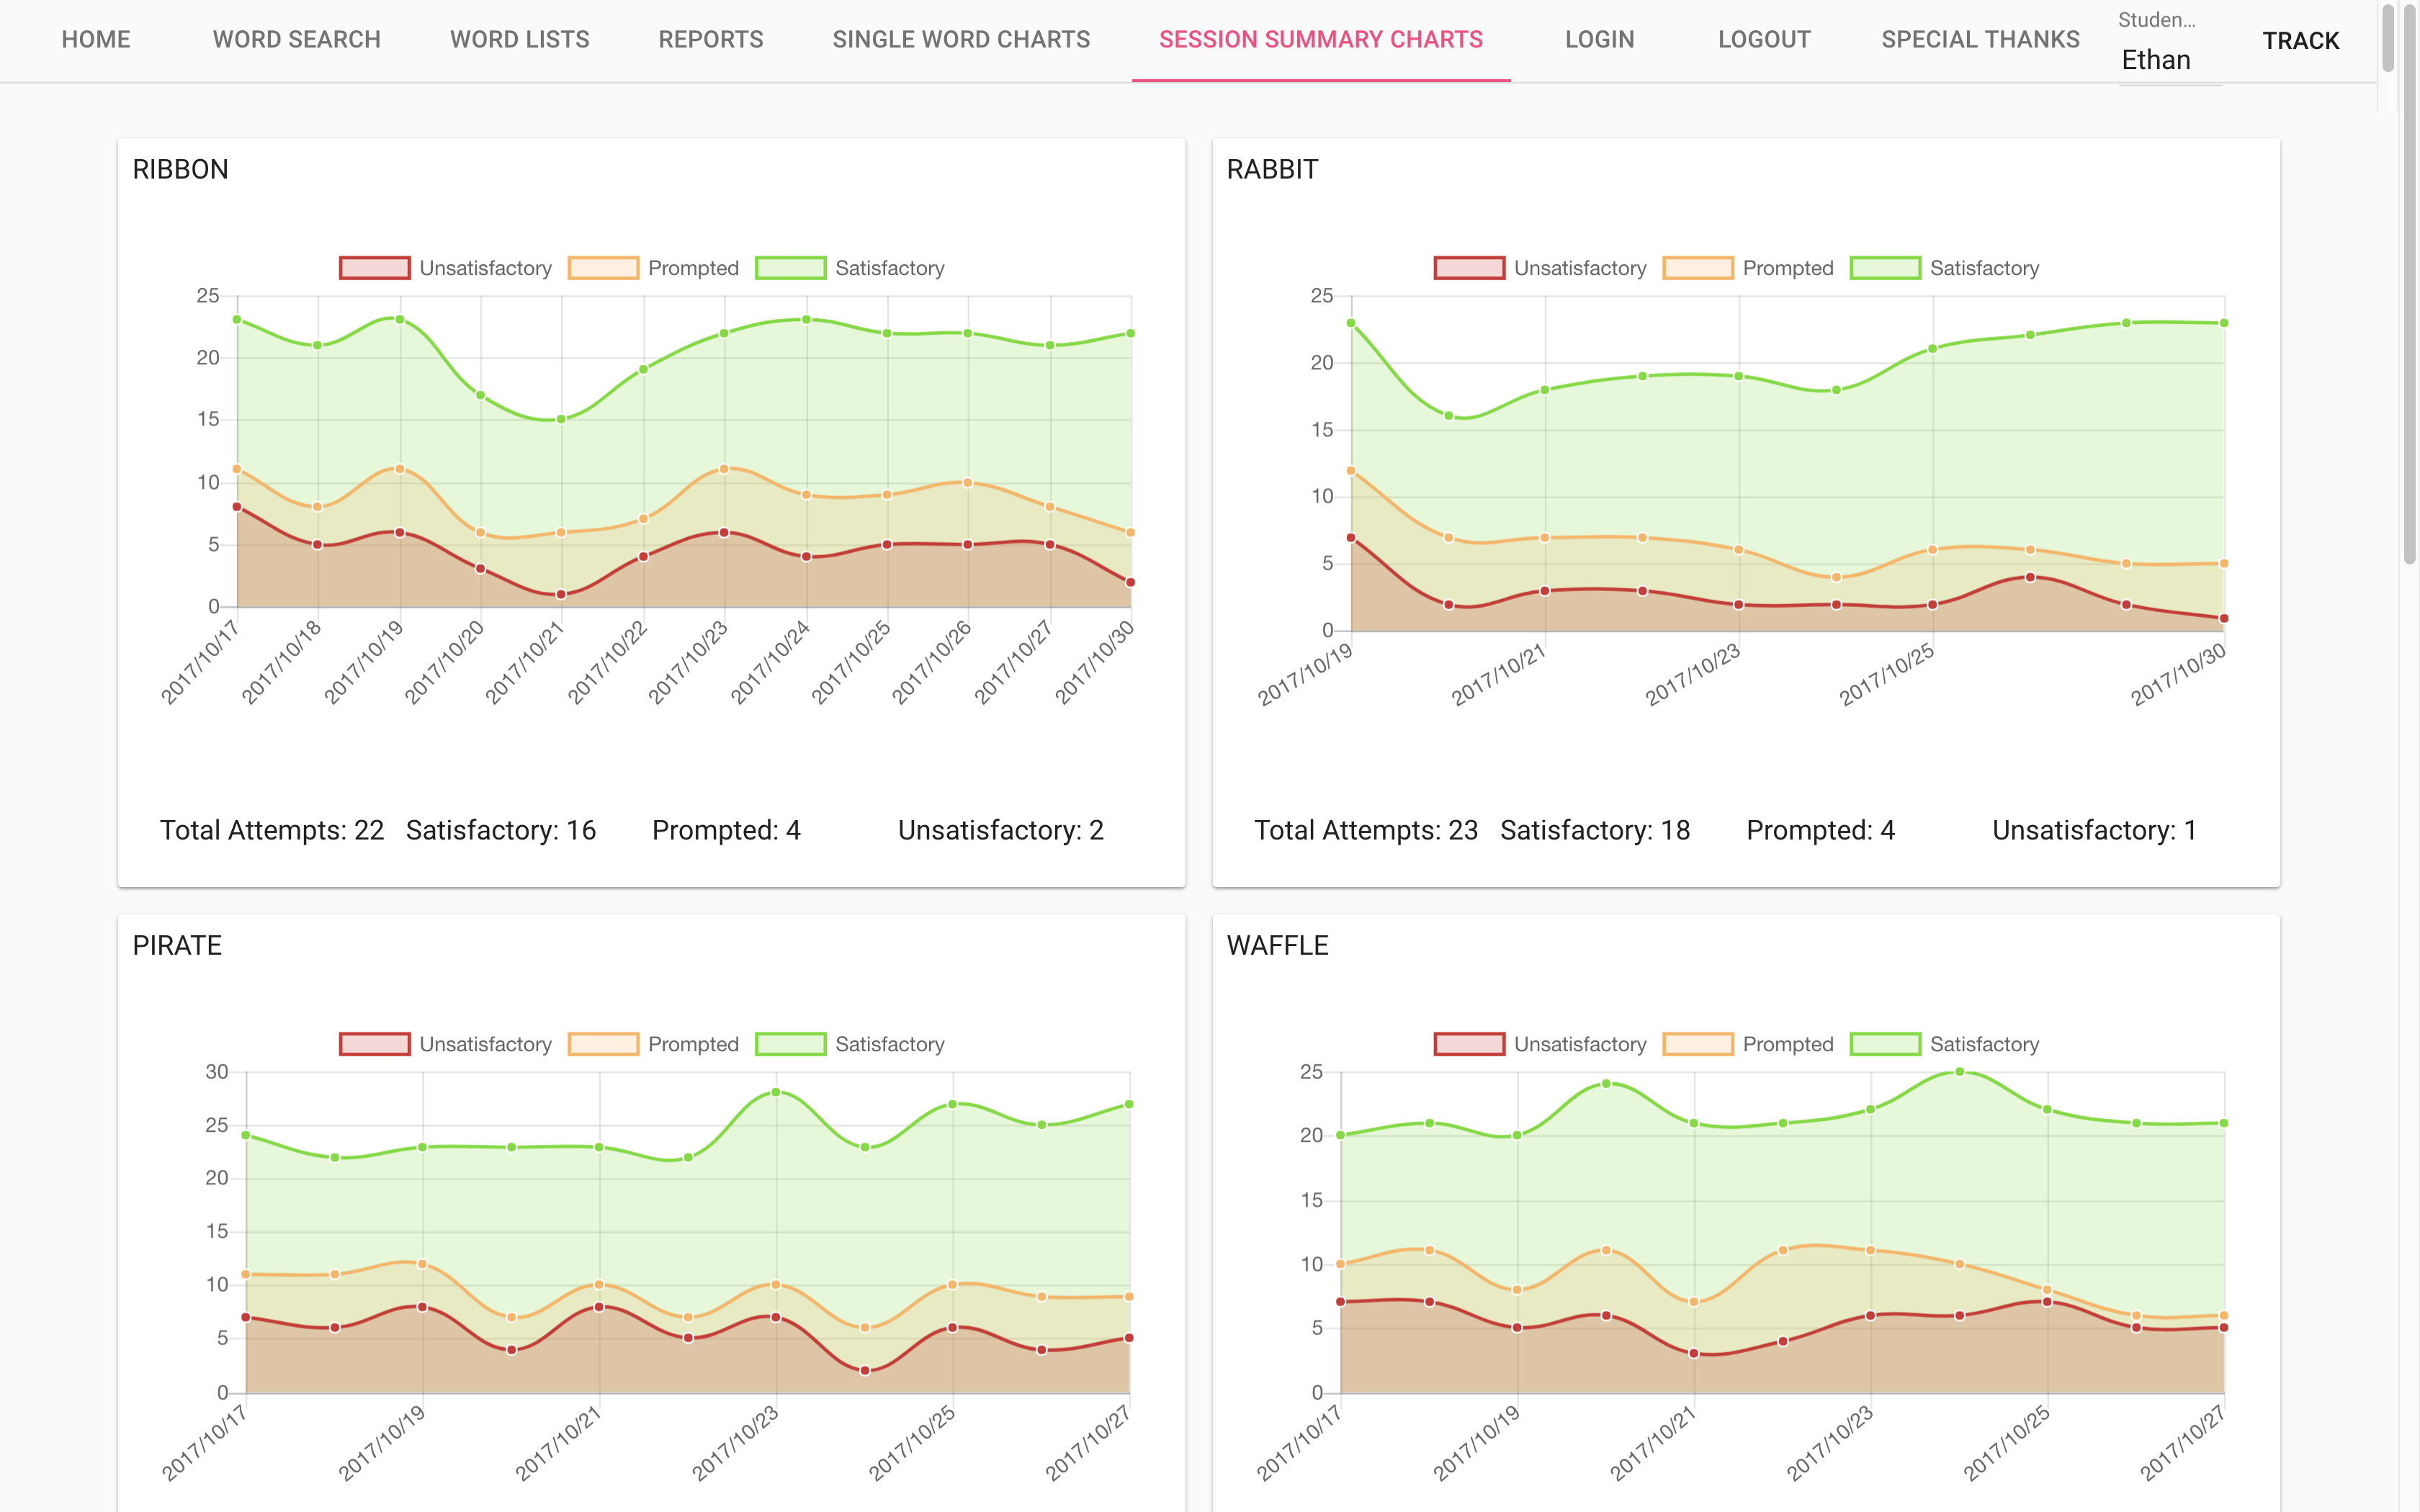 Studen...
HOME WORD SEARCH WORD LISTS REPORTS SINGLE WORD CHARTS SESSION SUMMARY CHARTS LOGIN LOGOUT SPECIAL THANKS Ethan TRACK
RIBBON
Unsatisfactory Prompted Satisfactory
25
20
15
10
5
0
2017/10/17 2017/10/18 2017/10/19 2017/10/20 2017/10/21 2017/10/22 2017/10/23 2017/10/24 2017/10/25 2017/10/26 2017/10/27 2017/10/30
Total Attempts: 22 Satisfactory: 16 Prompted: 4 Unsatisfactory: 2
RABBIT
Unsatisfactory Prompted Satisfactory
25
20
15
10
5
0
2017/10/19 2017/10/21 2017/10/23 2017/10/25 2017/10/30
Total Attempts: 23 Satisfactory: 18 Prompted: 4 Unsatisfactory: 1
PIRATE
Unsatisfactory Prompted Satisfactory
30
25
20
15
10
5
0
2017/10/17 2017/10/19 2017/10/21 2017/10/23 2017/10/25 2017/10/27
WAFFLE
Unsatisfactory Prompted Satisfactory
25
20
15
10
5
0
2017/10/17 2017/10/19 2017/10/21 2017/10/23 2017/10/25 2017/10/27